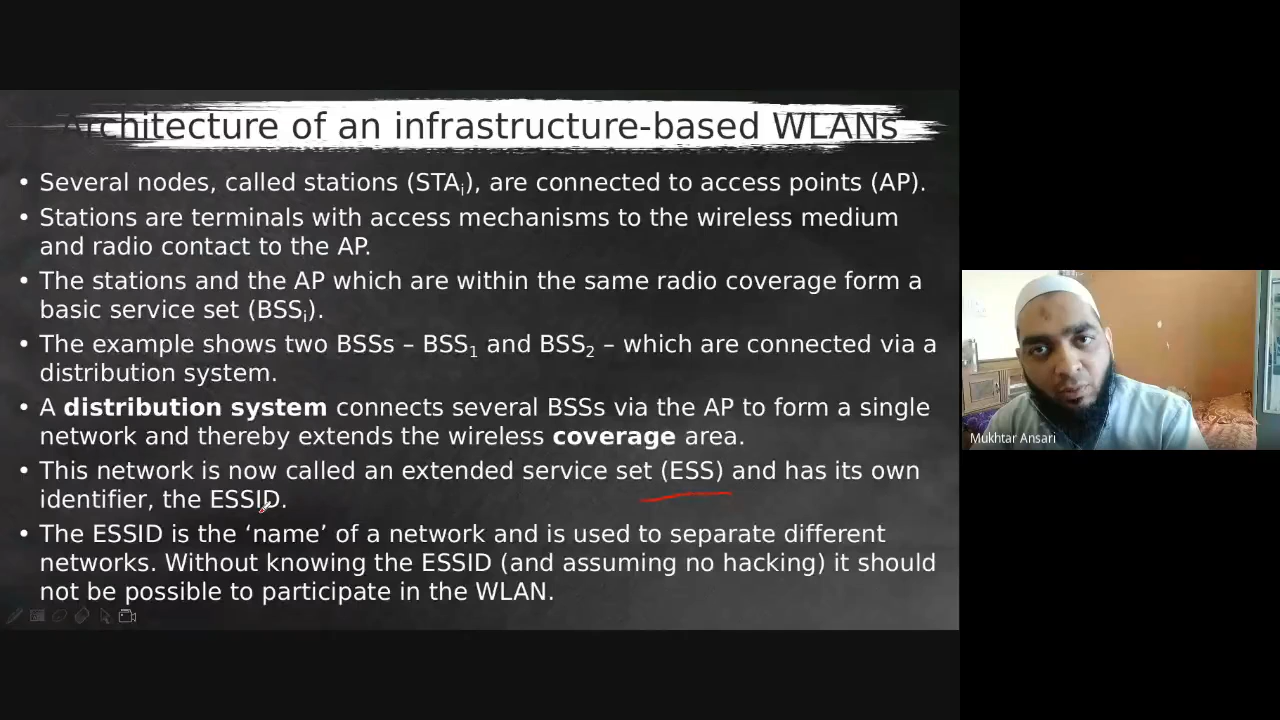 Architecture of an infrastructure-based WLANs
• Several nodes, called stations (STAi), are connected to access points (AP).
• Stations are terminals with access mechanisms to the wireless medium
and radio contact to the AP.
• The stations and the AP which are within the same radio coverage form a
basic service set (BSSi).
• The example shows two BSSs – BSS1 and BSS2 – which are connected via a
distribution system.
• A distribution system connects several BSSs via the AP to form a single
network and thereby extends the wireless coverage area.
• This network is now called an extended service set (ESS) and has its own
identifier, the ESSID.
• The ESSID is the ‘name’ of a network and is used to separate different
networks. Without knowing the ESSID (and assuming no hacking) it should
not be possible to participate in the WLAN.
Mukhtar Ansari